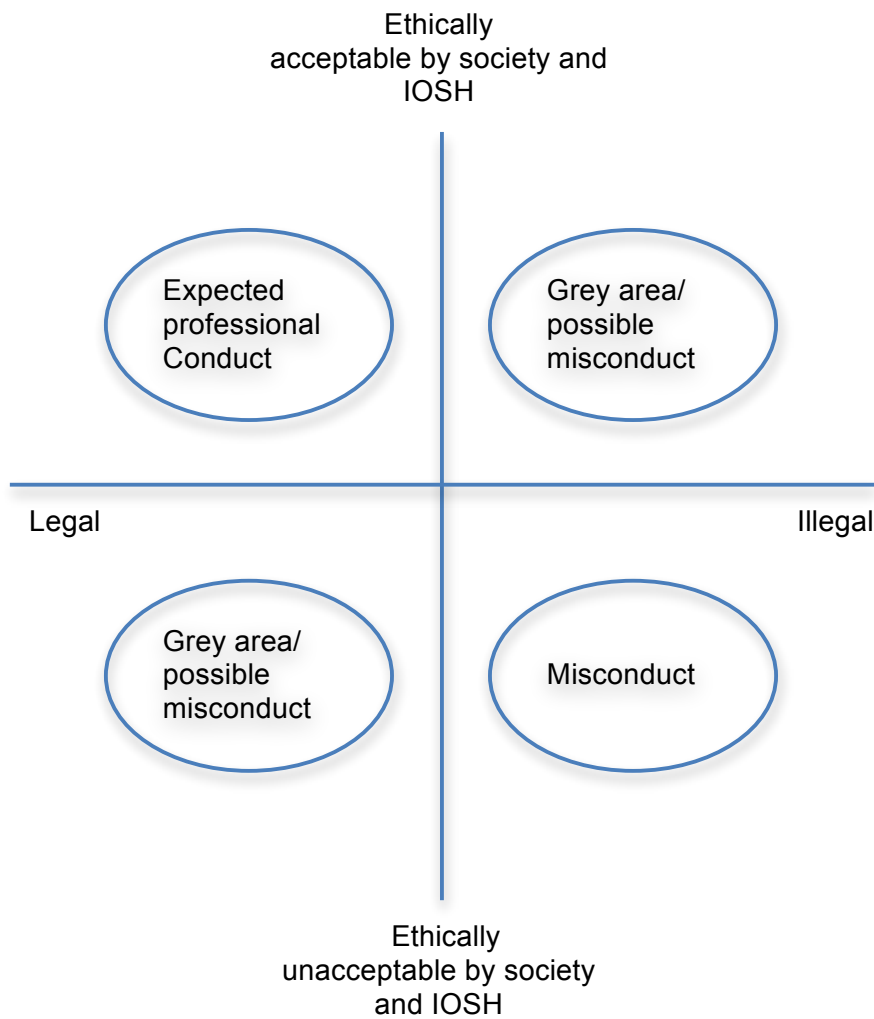 Ethically
acceptable by society and
IOSH
Expected
professional
Conduct
Grey area/
possible
misconduct
Legal
Illegal
Grey area/
possible
misconduct
Misconduct
Ethically
unacceptable by society
and IOSH